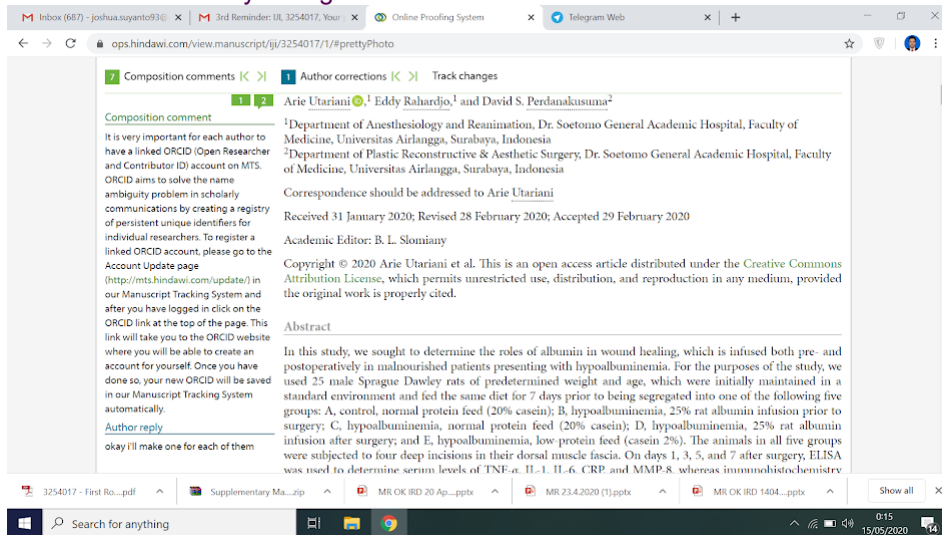 Inbox (687) - joshua.suyanto93@
3rd Reminder: IJI, 3254017, Your
Online Proofing System
Telegram Web
ops.hindawi.com/view.manuscript/iji/3254017/1/#prettyPhoto
7 Composition comments
1 Author corrections
Track changes
1 2
Composition comment
It is very important for each author to
have a linked ORCID (Open Researcher
and Contributor ID) account on MTS.
ORCID aims to solve the name
ambiguity problem in scholarly
communications by creating a registry
of persistent unique identifiers for
individual researchers. To register a
linked ORCID account, please go to the
Account Update page
(http://mts.hindawi.com/update/) in
our Manuscript Tracking System and
after you have logged in click on the
ORCID link at the top of the page. This
link will take you to the ORCID website
where you will be able to create an
account for yourself. Once you have
done so, your new ORCID will be saved
in our Manuscript Tracking System
automatically.
Author reply
okay i'll make one for each of them
Arie Utariani,1 Eddy Rahardjo,1 and David S. Perdanakusuma2
1Department of Anesthesiology and Reanimation, Dr. Soetomo General Academic Hospital, Faculty of
Medicine, Universitas Airlangga, Surabaya, Indonesia
2Department of Plastic Reconstructive & Aesthetic Surgery, Dr. Soetomo General Academic Hospital, Faculty
of Medicine, Universitas Airlangga, Surabaya, Indonesia
Correspondence should be addressed to Arie Utariani
Received 31 January 2020; Revised 28 February 2020; Accepted 29 February 2020
Academic Editor: B. L. Slomiany
Copyright © 2020 Arie Utariani et al. This is an open access article distributed under the Creative Commons
Attribution License, which permits unrestricted use, distribution, and reproduction in any medium, provided
the original work is properly cited.
Abstract
In this study, we sought to determine the roles of albumin in wound healing, which is infused both pre- and
postoperatively in malnourished patients presenting with hypoalbuminemia. For the purposes of the study, we
used 25 male Sprague Dawley rats of predetermined weight and age, which were initially maintained in a
standard environment and fed the same diet for 7 days prior to being segregated into one of the following five
groups: A, control, normal protein feed (20% casein); B, hypoalbuminemia, 25% rat albumin infusion prior to
surgery; C, hypoalbuminemia, normal protein feed (20% casein); D, hypoalbuminemia, 25% rat albumin
infusion after surgery; and E, hypoalbuminemia, low-protein feed (casein 2%). The animals in all five groups
were subjected to four deep incisions in their dorsal muscle fascia. On days 1, 3, 5, and 7 after surgery, ELISA
was used to determine serum levels of TNF-α, IL-1, IL-6, CRP, and MMP-8, whereas immunohistochemistry
3254017 - First Ro....pdf
Supplementary Ma....zip
MR OK IRD 20 Ap....pptx
MR 23.4.2020 (1).pptx
MR OK IRD 1404....pptx
Show all
Search for anything
0:15
15/05/2020
14